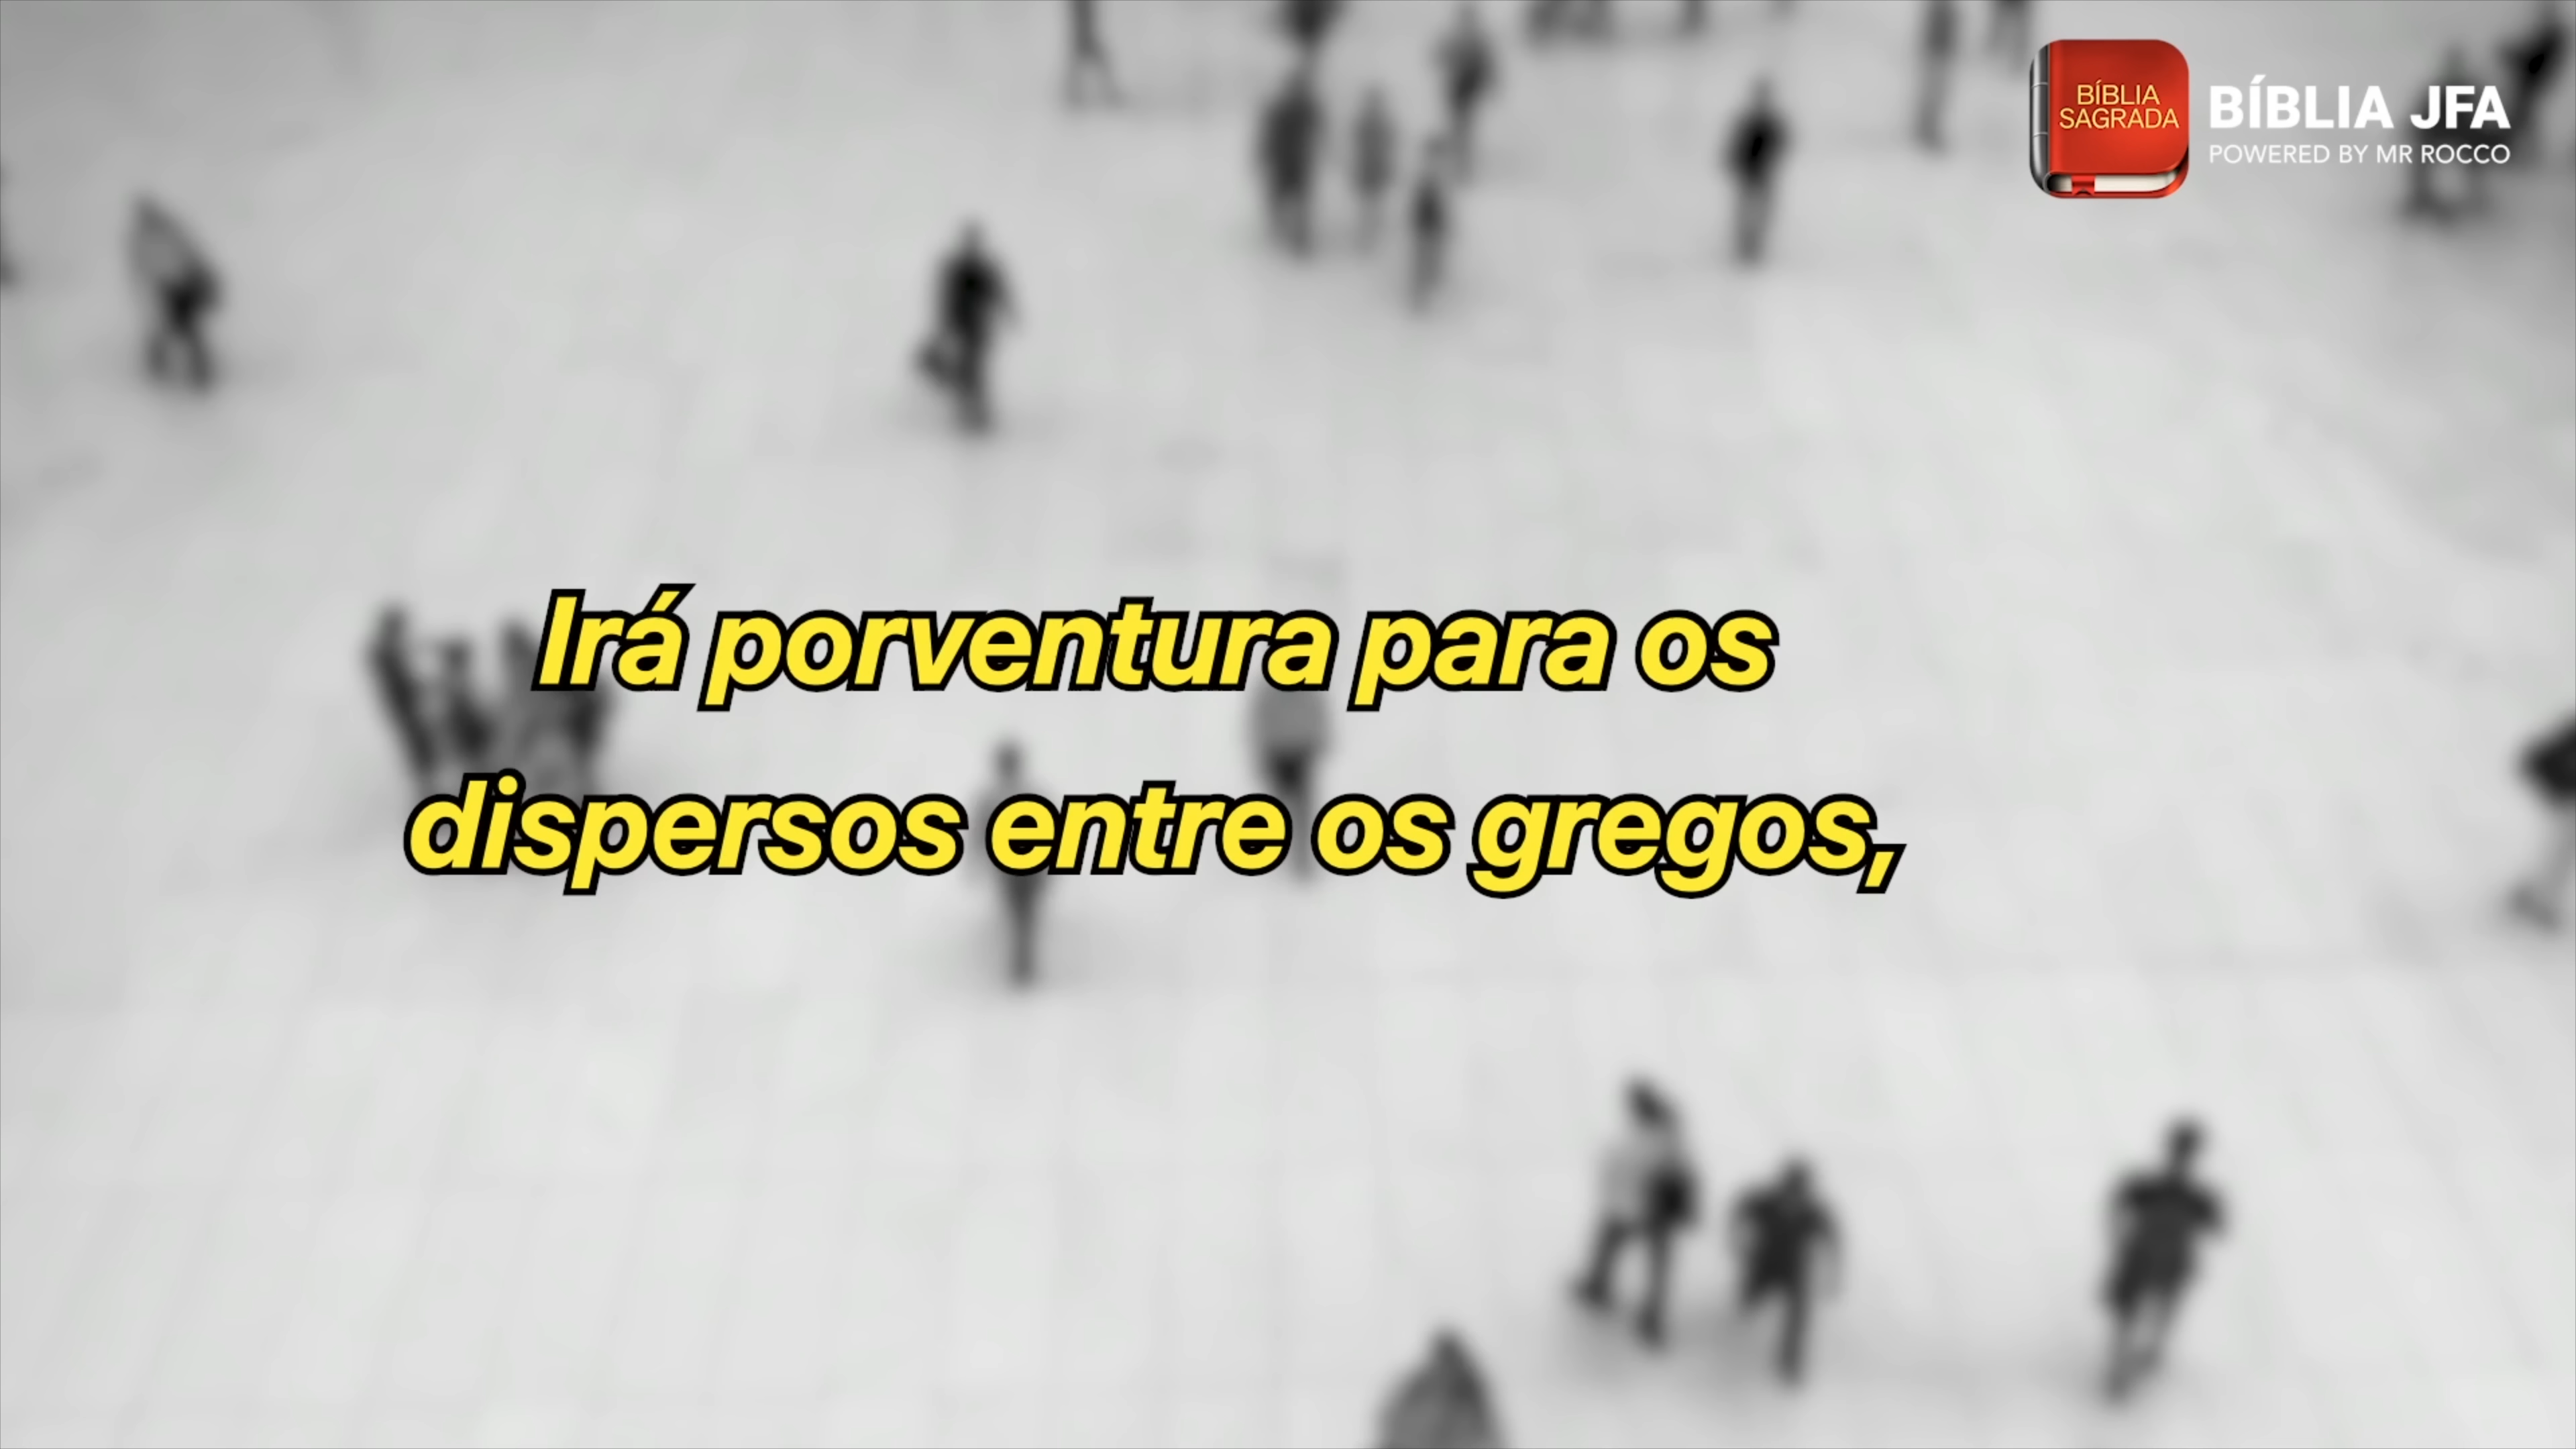 BÍBLIA
SAGRADA
BÍBLIA JFA
POWERED BY MR ROCCO
Irá porventura para os
dispersos entre os gregos,